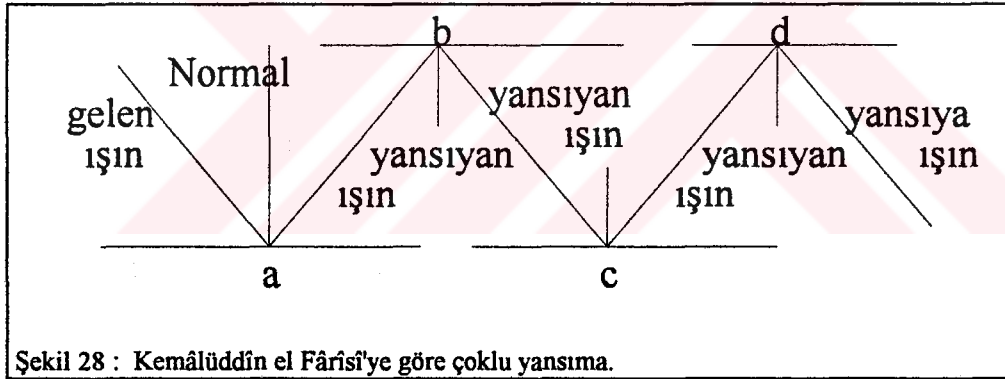 b
d
Normal
gelen
ışın
yansıyan
ışın
yansıyan
ışın
yansıyan
ışın
yansıya
ışın
a
c
Şekil 28 : Kemâlüddîn el Fârîsî'ye göre çoklu yansıma.